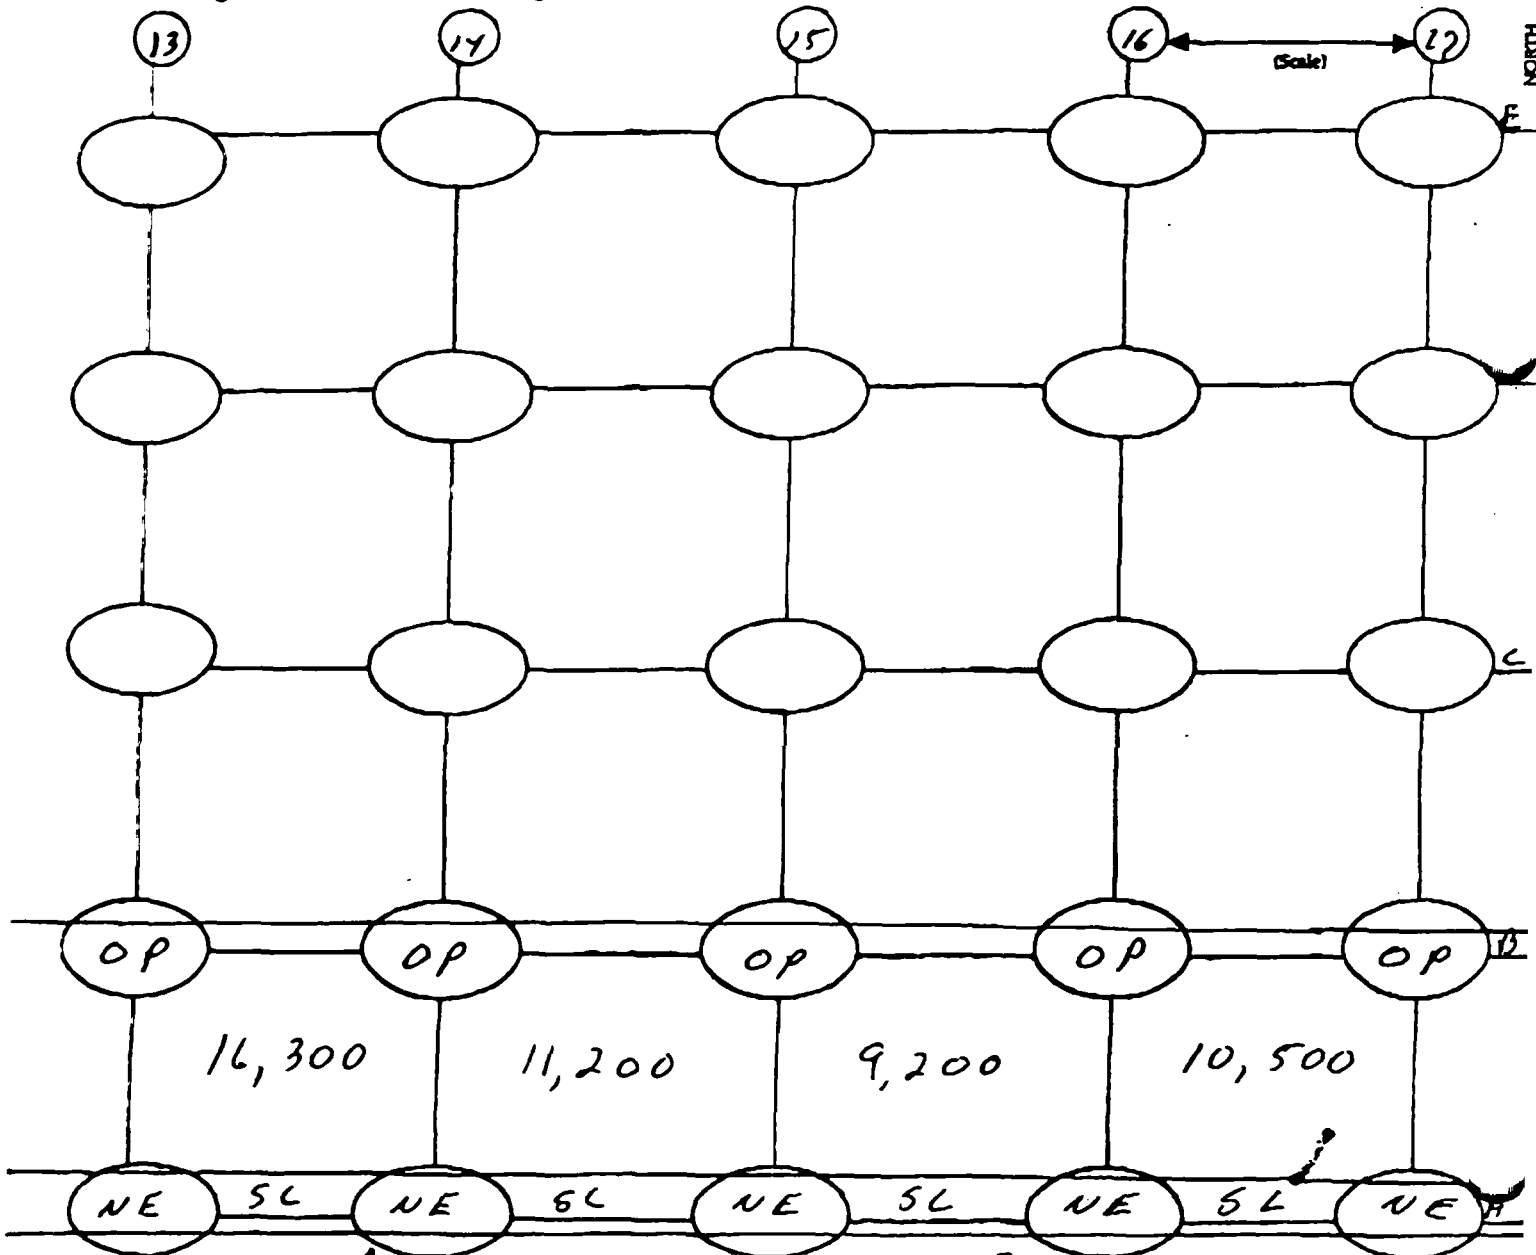 13 14 15 16 17
(Scale)
NORTH
E
C
OP OP OP OP OP B
16,300 11,200 9,200 10,500
NE SL NE SL NE SL NE SL NE A